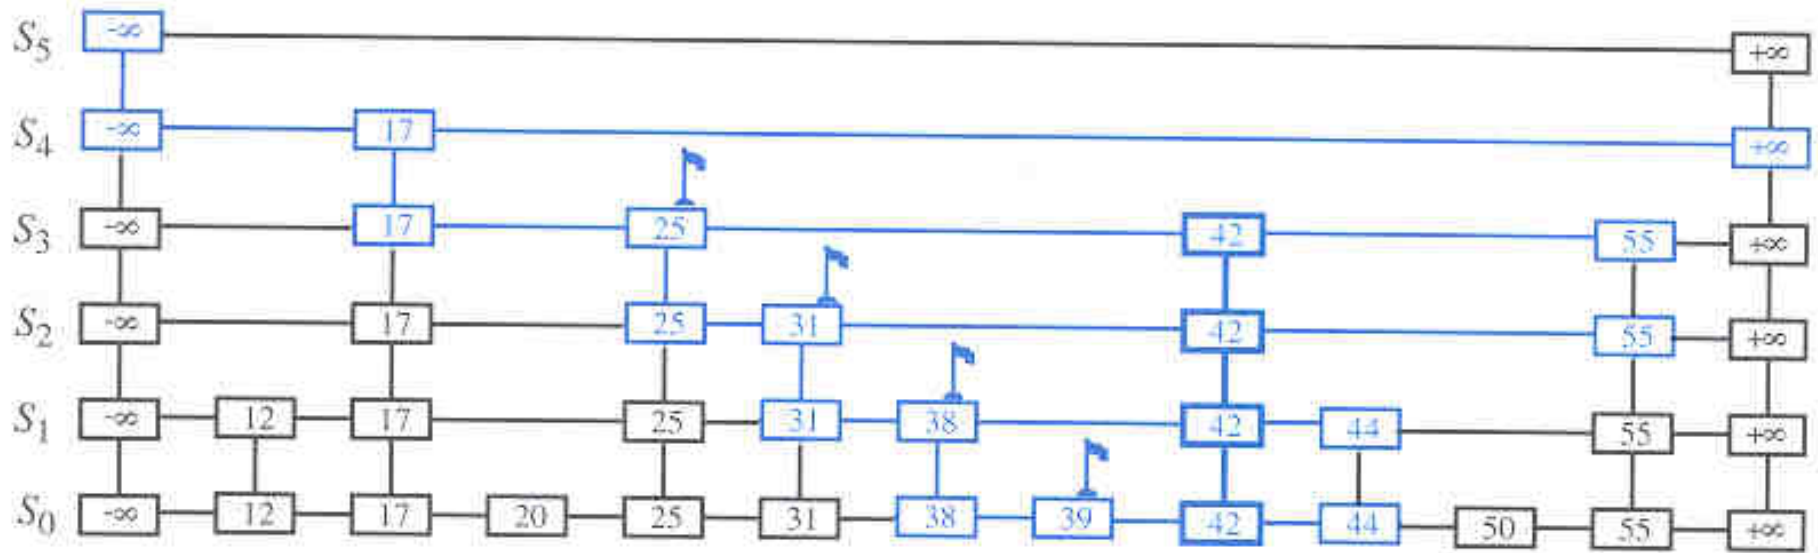 S5 -∞ +∞
S4 -∞ 17 +∞
S3 -∞ 17 25 42 55 +∞
S2 -∞ 17 25 31 42 55 +∞
S1 -∞ 12 17 25 31 38 42 44 55 +∞
S0 -∞ 12 17 20 25 31 38 39 42 44 50 55 +∞